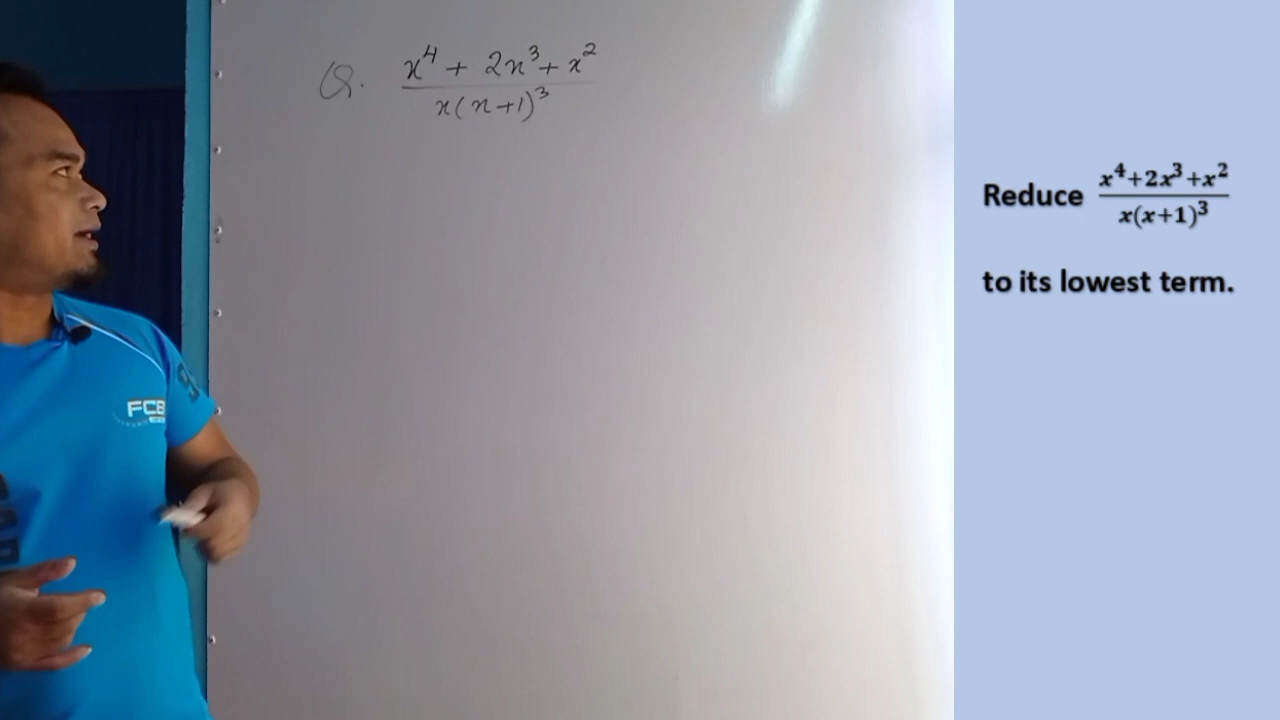 Q. x⁴ + 2x³ + x²
x(x+1)³
Reduce x⁴+2x³+x²
x(x+1)³
to its lowest term.
FCB